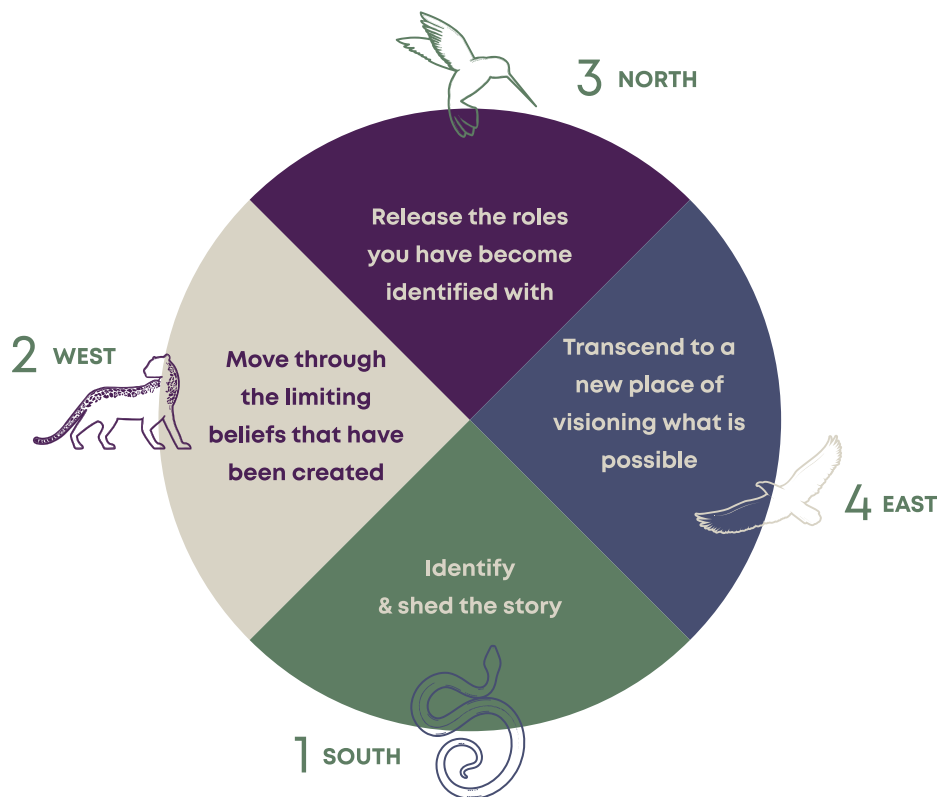 3 NORTH
Release the roles
you have become
identified with
2 WEST
Move through
the limiting
beliefs that have
been created
Transcend to a
new place of
visioning what is
possible
4 EAST
Identify
& shed the story
1 SOUTH